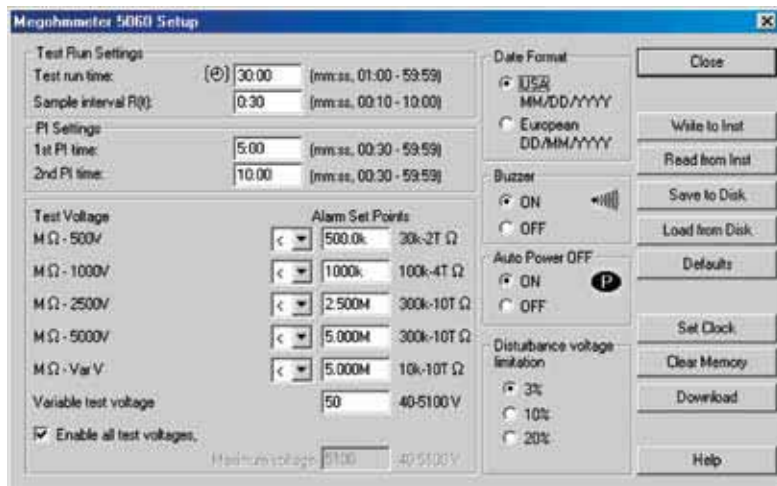 Megohmmeter 5060 Setup
Test Run Settings
Test run time: 30:00 (mm:ss, 01:00 - 59:59)
Sample interval R(t): 0:30 (mm:ss, 00:10 - 10:00)
PI Settings
1st PI time: 5:00 (mm:ss, 00:30 - 59:59)
2nd PI time: 10:00 (mm:ss, 00:30 - 59:59)
Test Voltage Alarm Set Points
MΩ - 500V < 500.0k 30k-2T Ω
MΩ - 1000V < 1000k 100k-4T Ω
MΩ - 2500V < 2.500M 300k-10T Ω
MΩ - 5000V < 5.000M 300k-10T Ω
MΩ - Var V < 5.000M 10k-10T Ω
Variable test voltage 50 40-5100 V
Enable all test voltages.
Maximum voltage 5100 40-5100 V
Date Format
USA
MM/DD/YYYY
European
DD/MM/YYYY
Buzzer
ON
OFF
Auto Power OFF
ON
P
OFF
Disturbance voltage
limitation
3%
10%
20%
Close
Write to Inst
Read from Inst
Save to Disk
Load from Disk
Defaults
Set Clock
Clear Memory
Download
Help